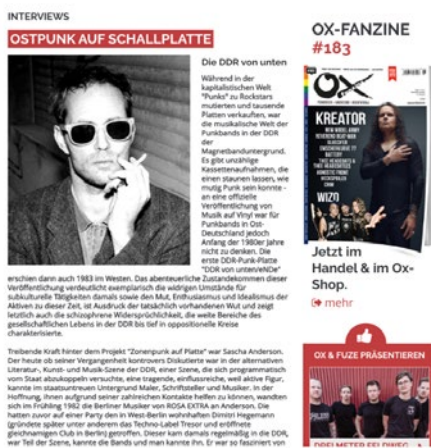 INTERVIEWS
OSTPUNK AUF SCHALLPLATTE
Die DDR von unten
Während in der
kapitalistischen Welt
"Punks" zu Rockstars
mutierten und tausende
Platten verkauften, war
die musikalische Welt der
Punkbands in der DDR
der
Magnetbanduntergrund.
Es gibt unzählige
Kassettenaufnahmen, die
einen staunen lassen, wie
mutig Punk sein konnte -
an eine offizielle
Veröffentlichung von
Musik auf Vinyl war für
Punkbands in Ost-
Deutschland jedoch
Anfang der 1980er Jahre
nicht zu denken. Die
erste DDR-Punk-Platte
"DDR von unten/eNDe"
erschien dann auch 1983 im Westen. Das abenteuerliche Zustandekommen dieser
Veröffentlichung verdeutlicht exemplarisch die widrigen Umstände für
subkulturelle Tätigkeiten damals sowie den Mut, Enthusiasmus und Idealismus der
Aktiven zu dieser Zeit, ist Ausdruck der tatsächlich vorhandenen Wut und zeigt
letztlich auch die schizophrene Widersprüchlichkeit, die weite Bereiche des
gesellschaftlichen Lebens in der DDR bis tief in oppositionelle Kreise
charakterisierte.
Treibende Kraft hinter dem Projekt "Zonenpunk auf Platte" war Sascha Anderson.
Der heute ob seiner Vergangenheit kontrovers Diskutierte war in der alternativen
Literatur-, Kunst- und Musik-Szene der DDR, einer Szene, die sich programmatisch
vom Staat abzukoppeln versuchte, eine tragende, einflussreiche, weil aktive Figur,
kannte im staatsuntreuen Untergrund Maler, Schriftsteller und Musiker. In der
Hoffnung, ihnen aufgrund seiner zahlreichen Kontakte helfen zu können, wandten
sich im Frühling 1982 die Berliner Musiker von ROSA EXTRA an Anderson. Die
hatten zuvor auf einer Party den in West-Berlin wohnhaften Dimitri Hegemann
(gründete später unter anderem das Techno-Label Tresor und eröffnete
gleichnamigen Club in Berlin) getroffen. Dieser kam damals regelmäßig in die DDR,
war Teil der Szene, kannte die Bands und man kannte ihn. Er war so fasziniert von
OX-FANZINE
#183
OX
KREATOR
NEW MODEL ARMY
BATTERY
AGNOSTIC FRONT
WIZO
Jetzt im
Handel & im Ox-
Shop.
mehr
OX & FUZE PRÄSENTIEREN